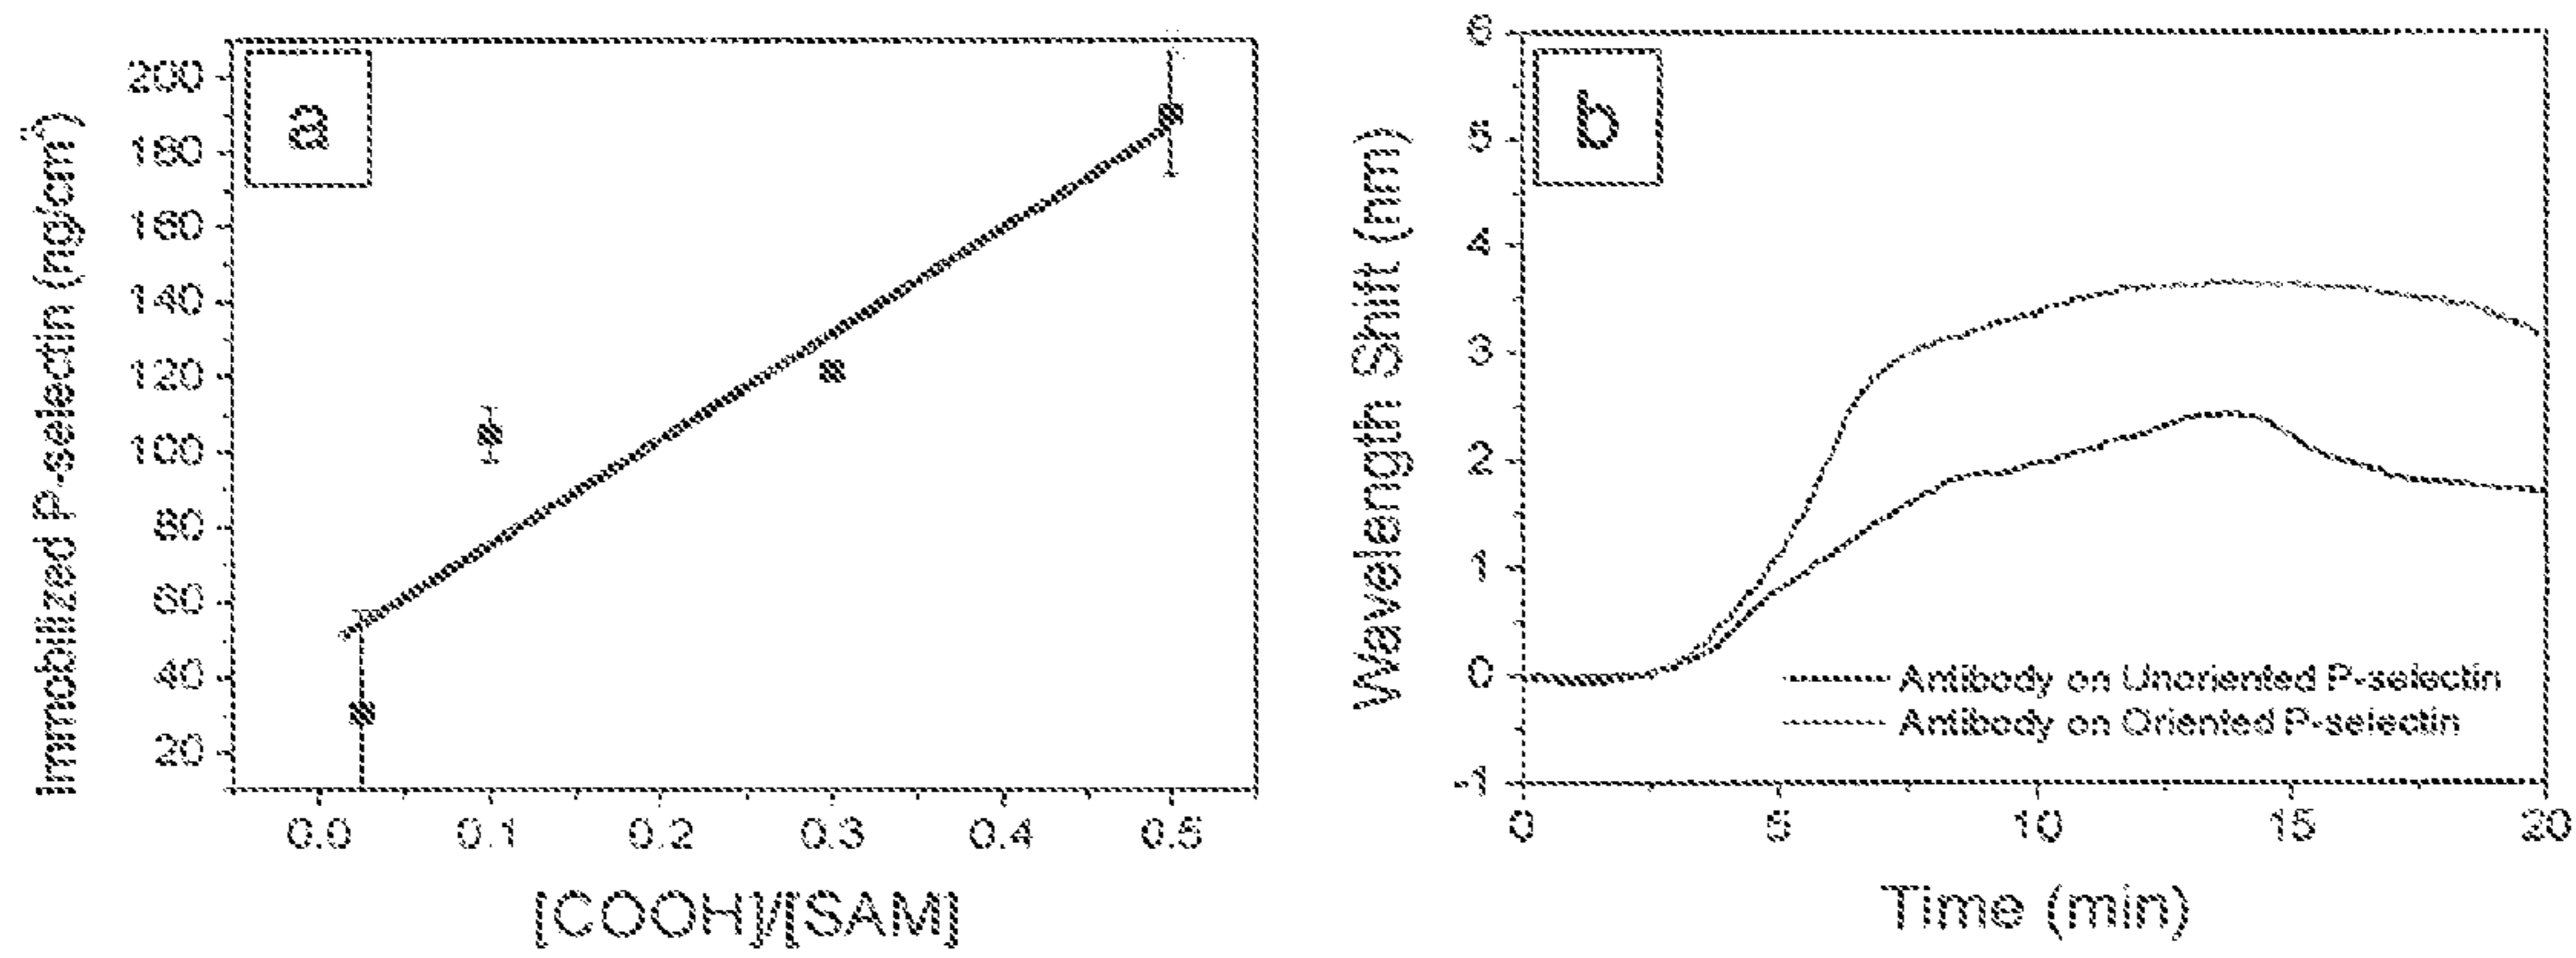 a
Immobilized P-selectin (ng/cm²)
200
180
160
140
120
100
80
60
40
20
0.0 0.1 0.2 0.3 0.4 0.5
[COOH]/[SAM]
b
Wavelength Shift (nm)
6
5
4
3
2
1
0
-1
Antibody on Unoriented P-selectin
Antibody on Oriented P-selectin
0 5 10 15 20
Time (min)